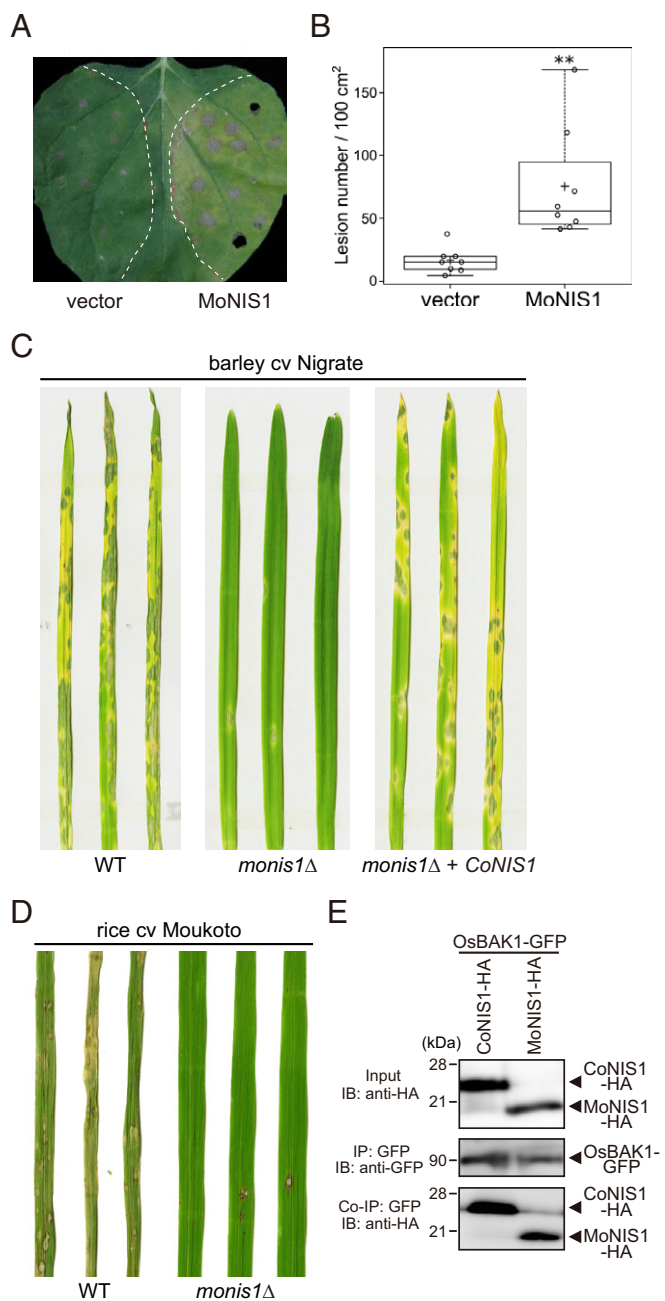 A
vector MoNIS1
B
Lesion number / 100 cm²
150
100
50
0
**
vector MoNIS1
C
barley cv Nigrate
WT monis1Δ monis1Δ + CoNIS1
D
rice cv Moukoto
WT monis1Δ
E
OsBAK1-GFP
CoNIS1-HA
MoNIS1-HA
(kDa)
Input
IB: anti-HA
28
21
CoNIS1
-HA
MoNIS1
-HA
IP: GFP
IB: anti-GFP
90
OsBAK1-
GFP
Co-IP: GFP
IB: anti-HA
28
21
CoNIS1
-HA
MoNIS1
-HA